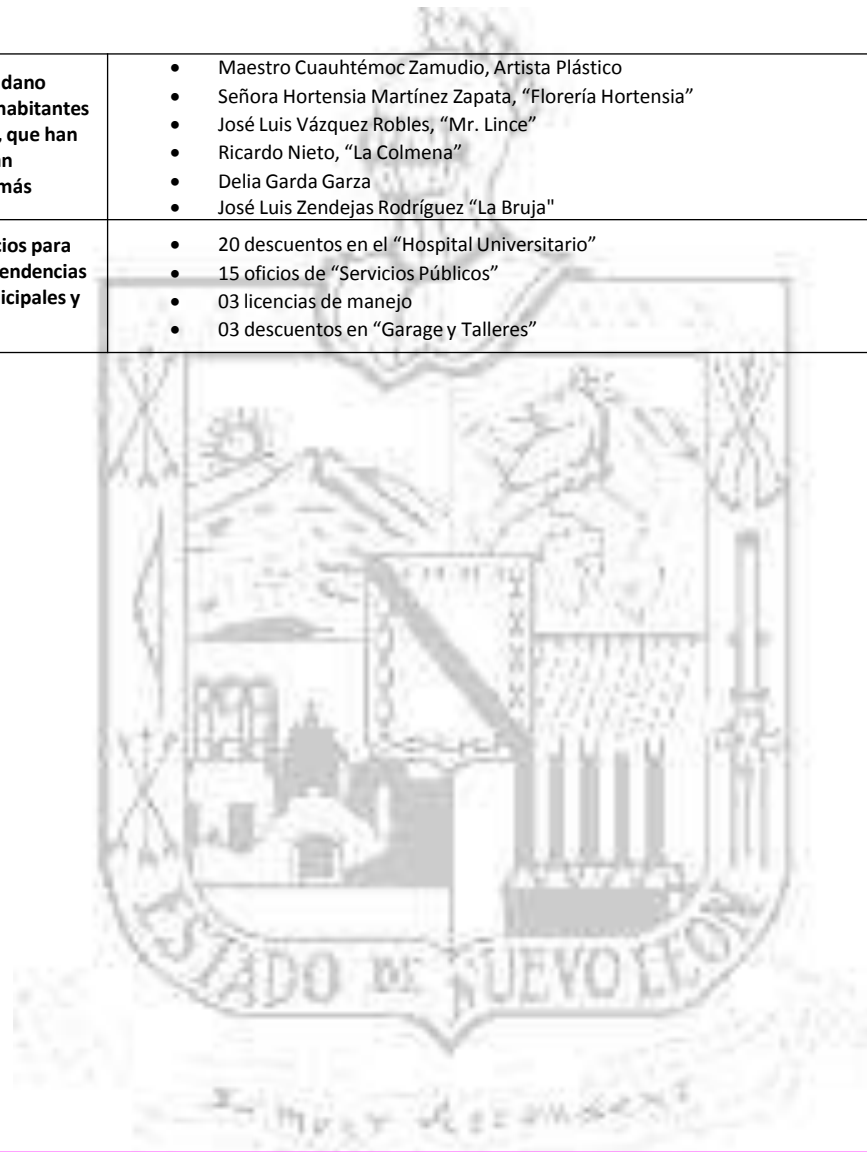 dano
habitantes
, que han
más
• Maestro Cuauhtémoc Zamudio, Artista Plástico
• Señora Hortensia Martínez Zapata, “Florería Hortensia”
• José Luis Vázquez Robles, “Mr. Lince”
• Ricardo Nieto, “La Colmena”
• Delia Garda Garza
• José Luis Zendejas Rodríguez “La Bruja"
cios para
endencias
icipales y
• 20 descuentos en el “Hospital Universitario”
• 15 oficios de “Servicios Públicos”
• 03 licencias de manejo
• 03 descuentos en “Garage y Talleres”
ESTADO DE NUEVO LEON